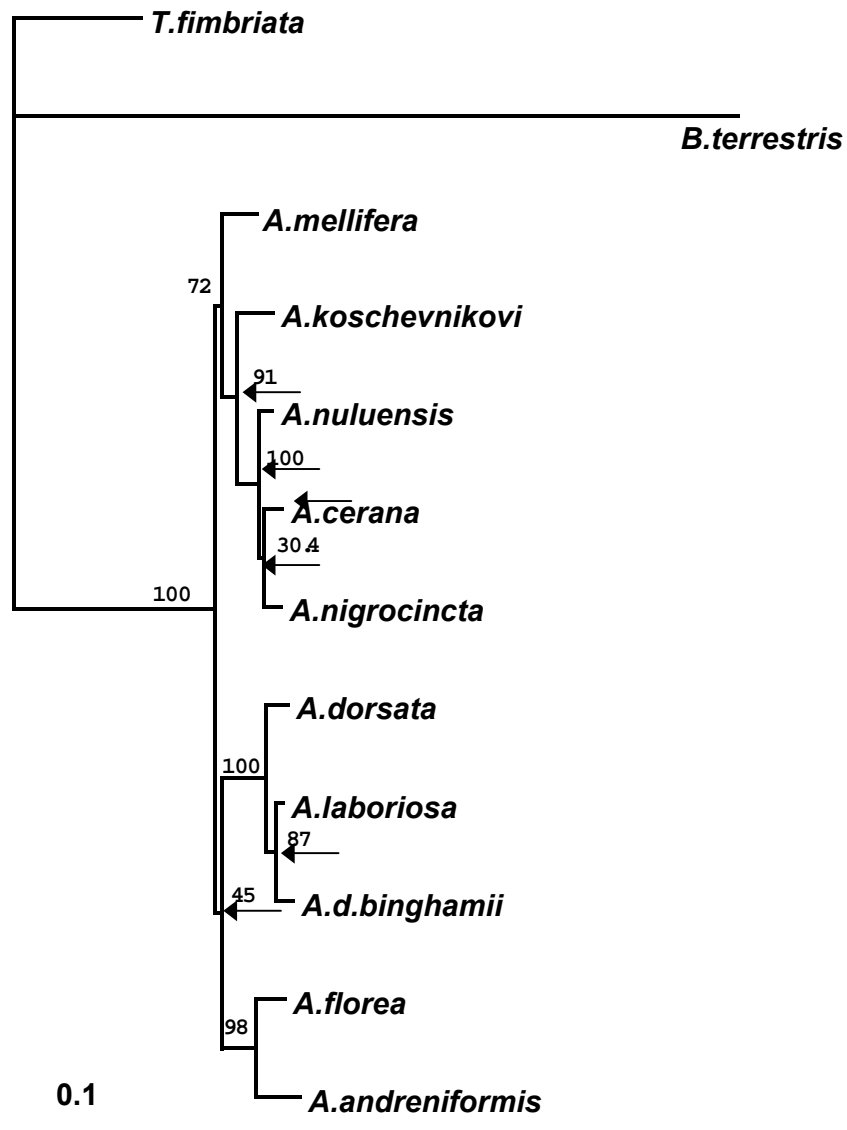 T.fimbriata
B.terrestris
A.mellifera
72
A.koschevnikovi
91
A.nuluensis
100
A.cerana
30.4
100
A.nigrocincta
A.dorsata
100
A.laboriosa
87
45
A.d.binghamii
A.florea
98
0.1
A.andreniformis